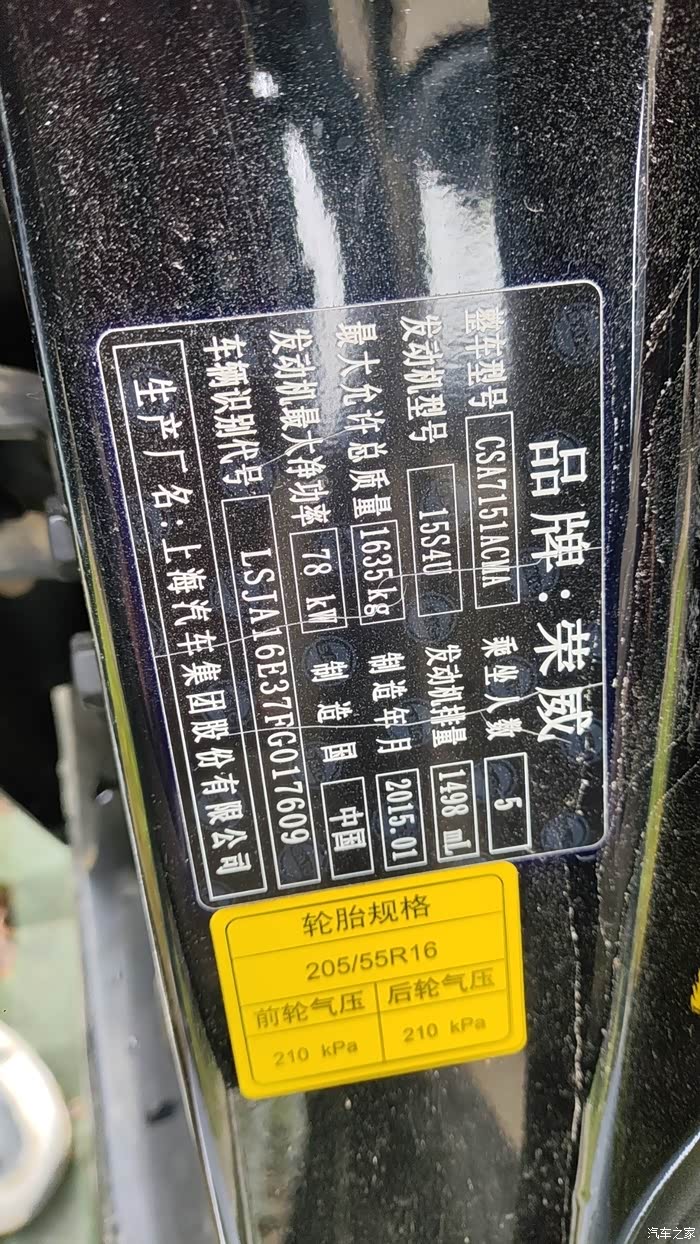 品牌:荣威
整车型号 CSA7151ACMA 乘坐人数 5
发动机型号 15S4U 发动机排量 1498 mL
最大允许总质量 1635kg 制造年月 2015.01
发动机最大净功率 78 kW 制造国 中国
车辆识别代号 LSJA16E37FG017609
生产厂名:上海汽车集团股份有限公司
轮胎规格
205/55R16
前轮气压 后轮气压
210 kPa 210 kPa
汽车之家